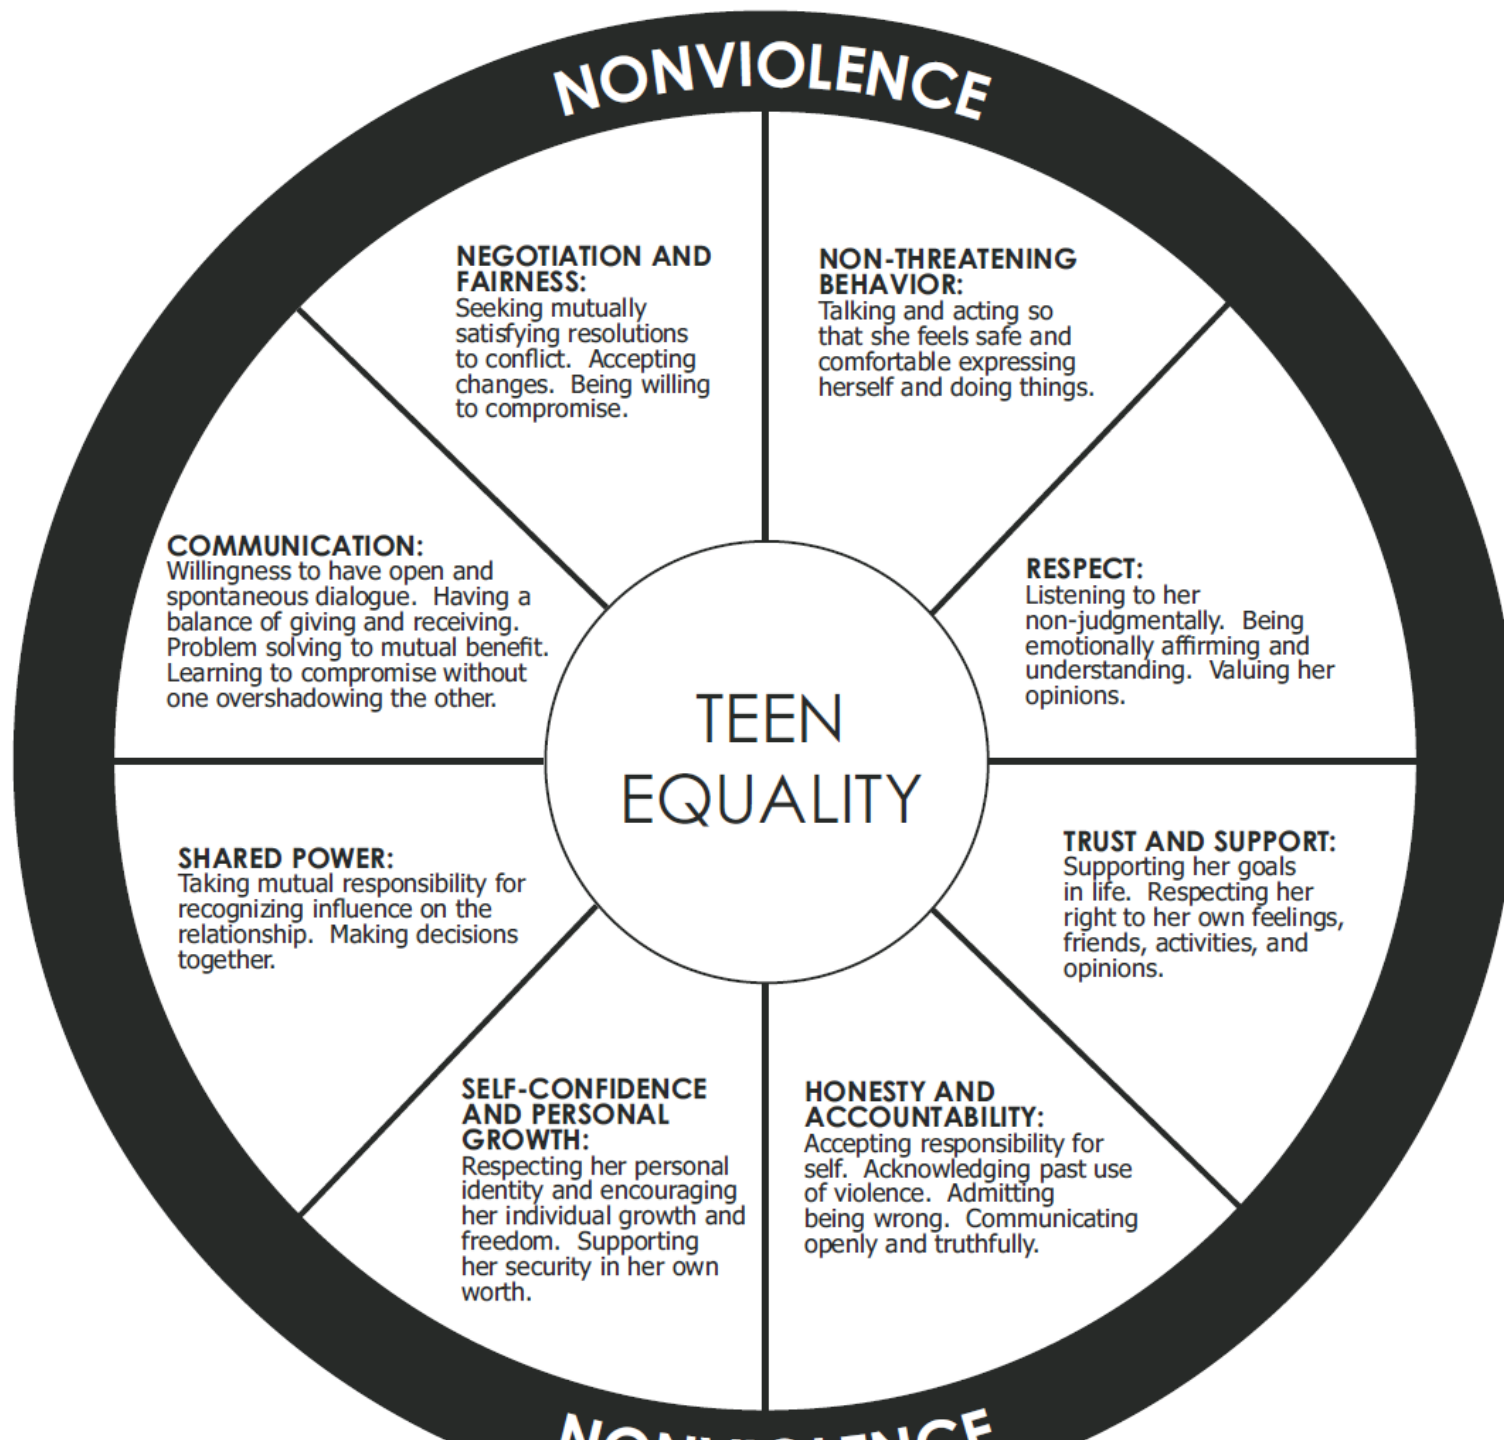 NONVIOLENCE
NEGOTIATION AND
FAIRNESS:
Seeking mutually
satisfying resolutions
to conflict.  Accepting
changes.  Being willing
to compromise.
NON-THREATENING
BEHAVIOR:
Talking and acting so
that she feels safe and
comfortable expressing
herself and doing things.
COMMUNICATION:
Willingness to have open and
spontaneous dialogue.  Having a
balance of giving and receiving.
Problem solving to mutual benefit.
Learning to compromise without
one overshadowing the other.
RESPECT:
Listening to her
non-judgmentally.  Being
emotionally affirming and
understanding.  Valuing her
opinions.
TEEN
EQUALITY
SHARED POWER:
Taking mutual responsibility for
recognizing influence on the
relationship.  Making decisions
together.
TRUST AND SUPPORT:
Supporting her goals
in life.  Respecting her
right to her own feelings,
friends, activities, and
opinions.
SELF-CONFIDENCE
AND PERSONAL
GROWTH:
Respecting her personal
identity and encouraging
her individual growth and
freedom.  Supporting
her security in her own
worth.
HONESTY AND
ACCOUNTABILITY:
Accepting responsibility for
self.  Acknowledging past use
of violence.  Admitting
being wrong.  Communicating
openly and truthfully.
NONVIOLENCE